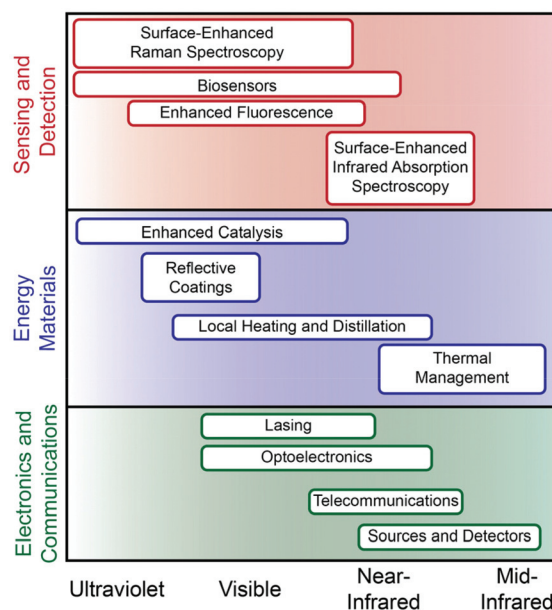 Sensing and
Detection
Surface-Enhanced
Raman Spectroscopy
Biosensors
Enhanced Fluorescence
Surface-Enhanced
Infrared Absorption
Spectroscopy
Energy
Materials
Enhanced Catalysis
Reflective
Coatings
Local Heating and Distillation
Thermal
Management
Electronics and
Communications
Lasing
Optoelectronics
Telecommunications
Sources and Detectors
Ultraviolet
Visible
Near-
Infrared
Mid-
Infrared